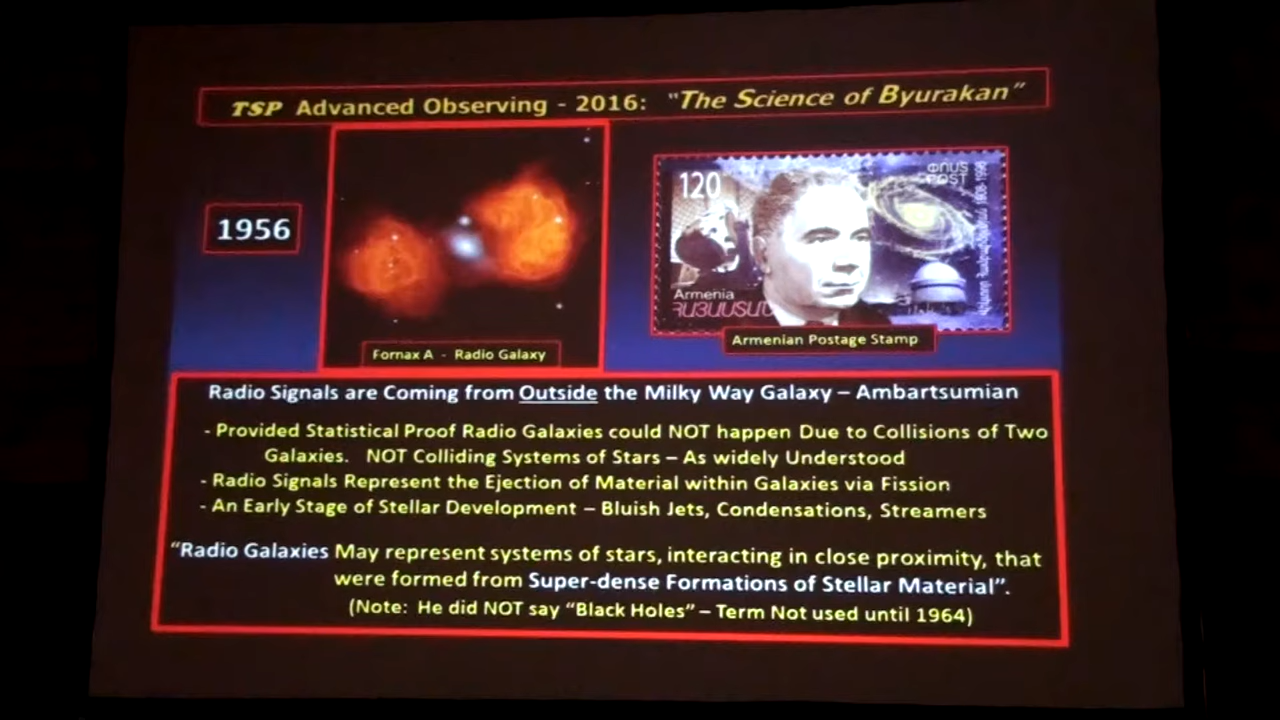 TSP Advanced Observing - 2016: "The Science of Byurakan"
1956
Fornax A - Radio Galaxy
120
ՓՈՍՏ
POST
1908-1996
Armenia
ՀԱՅԱՍՏԱՆ
Armenian Postage Stamp
Radio Signals are Coming from Outside the Milky Way Galaxy – Ambartsumian
- Provided Statistical Proof Radio Galaxies could NOT happen Due to Collisions of Two
Galaxies. NOT Colliding Systems of Stars – As widely Understood
- Radio Signals Represent the Ejection of Material within Galaxies via Fission
- An Early Stage of Stellar Development – Bluish Jets, Condensations, Streamers
"Radio Galaxies May represent systems of stars, interacting in close proximity, that
were formed from Super-dense Formations of Stellar Material".
(Note: He did NOT say "Black Holes" – Term Not used until 1964)